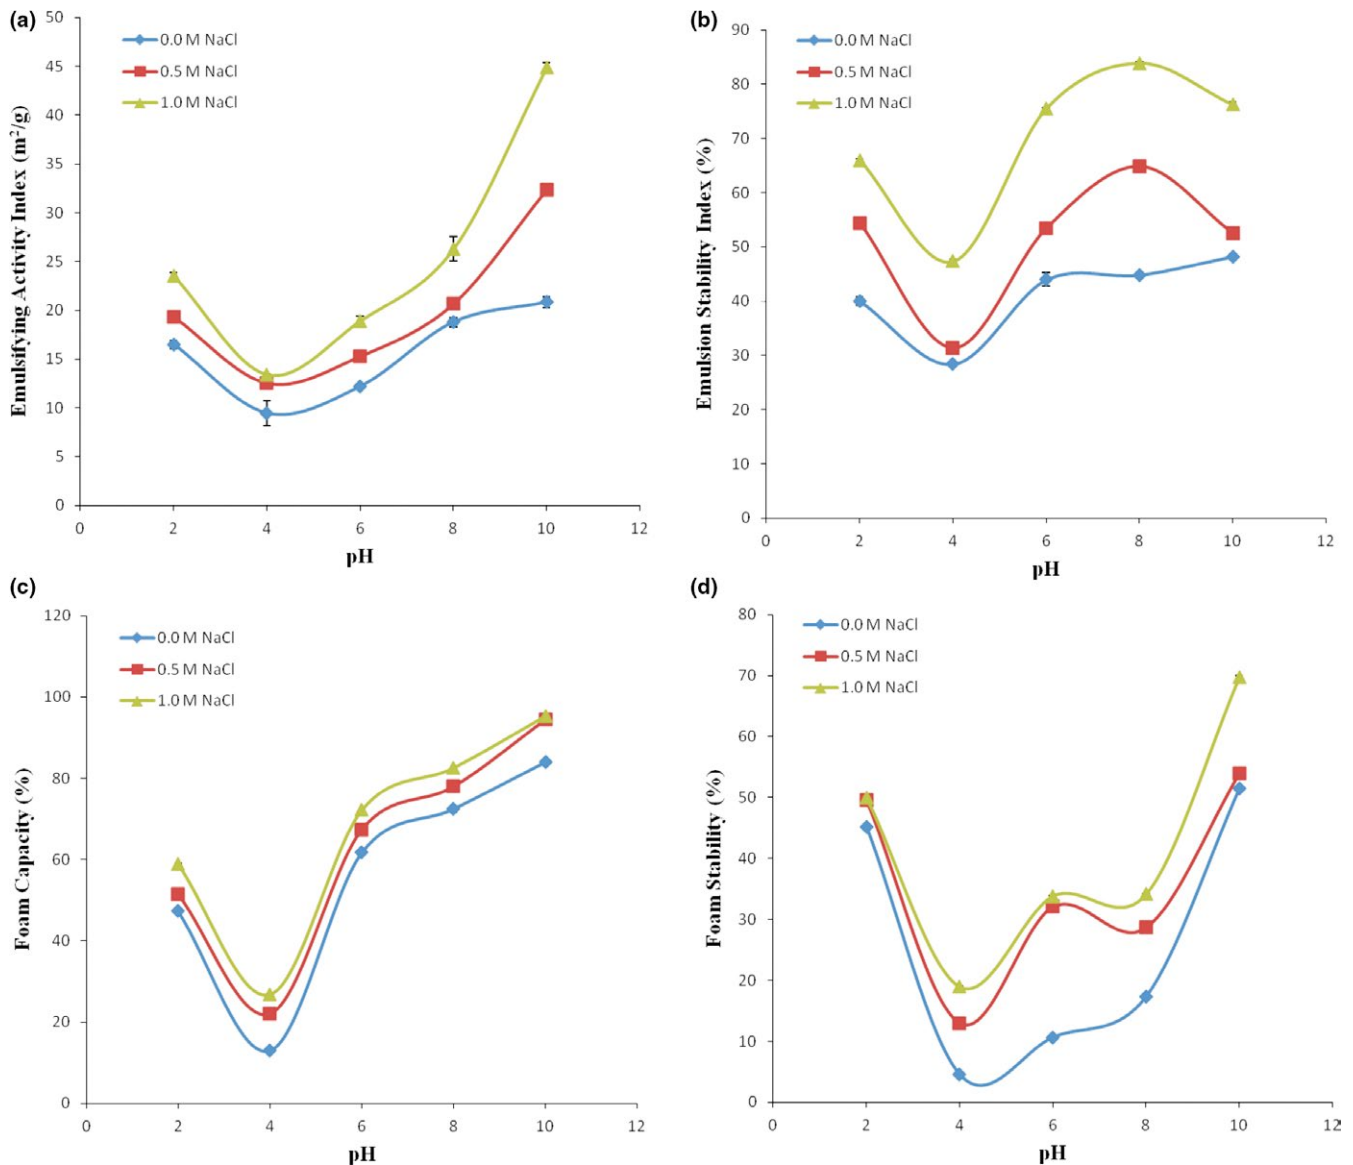 (a)
50
45
40
35
30
25
20
15
10
5
0
Emulsifying Activity Index (m²/g)
0.0 M NaCl
0.5 M NaCl
1.0 M NaCl
0 2 4 6 8 10 12
pH
(b)
90
80
70
60
50
40
30
20
10
0
Emulsion Stability Index (%)
0.0 M NaCl
0.5 M NaCl
1.0 M NaCl
0 2 4 6 8 10 12
pH
(c)
120
100
80
60
40
20
0
Foam Capacity (%)
0.0 M NaCl
0.5 M NaCl
1.0 M NaCl
0 2 4 6 8 10 12
pH
(d)
80
70
60
50
40
30
20
10
0
Foam Stability (%)
0.0 M NaCl
0.5 M NaCl
1.0 M NaCl
0 2 4 6 8 10 12
pH